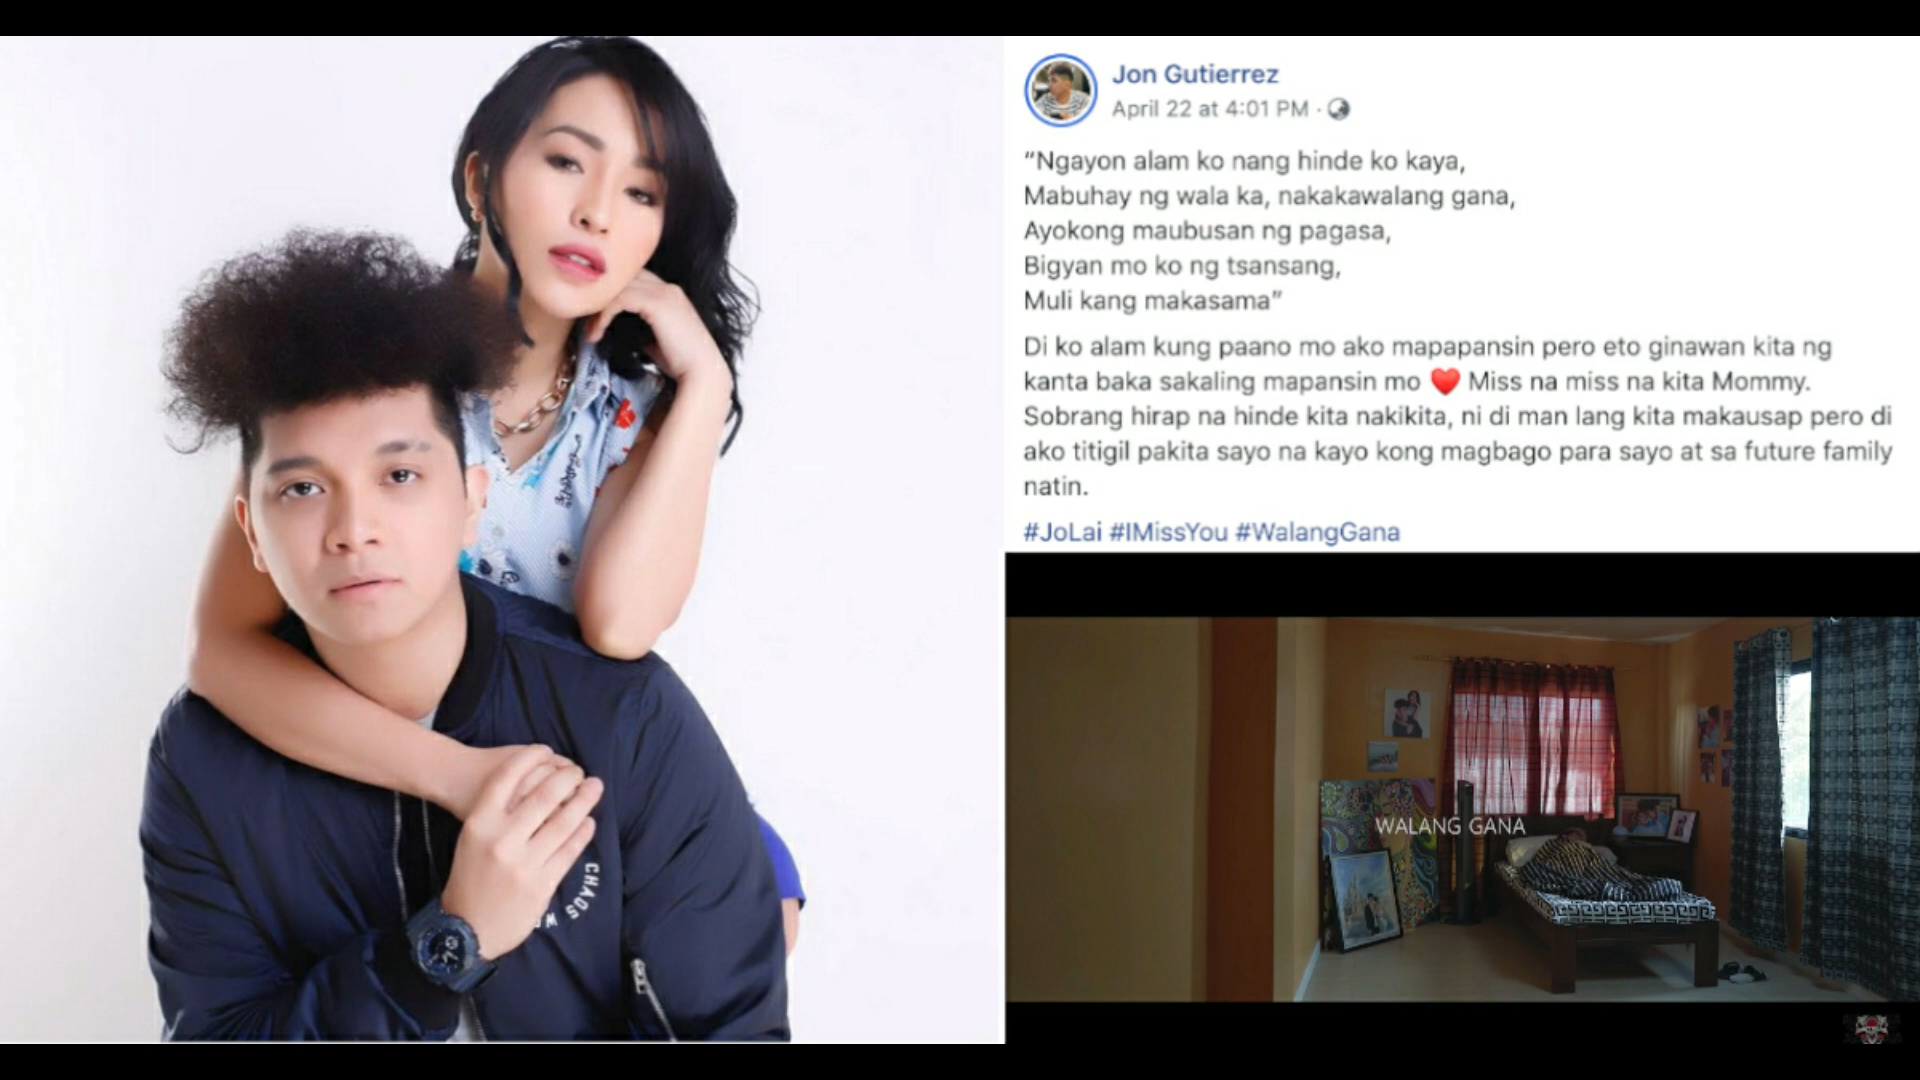 Jon Gutierrez
April 22 at 4:01 PM ·
“Ngayon alam ko nang hinde ko kaya,
Mabuhay ng wala ka, nakakawalang gana,
Ayokong maubusan ng pagasa,
Bigyan mo ko ng tsansang,
Muli kang makasama”
Di ko alam kung paano mo ako mapapansin pero eto ginawan kita ng
kanta baka sakaling mapansin mo ❤️ Miss na miss na kita Mommy.
Sobrang hirap na hinde kita nakikita, ni di man lang kita makausap pero di
ako titigil pakita sayo na kayo kong magbago para sayo at sa future family
natin.
#JoLai #IMissYou #WalangGana
WALANG GANA
CHAOS